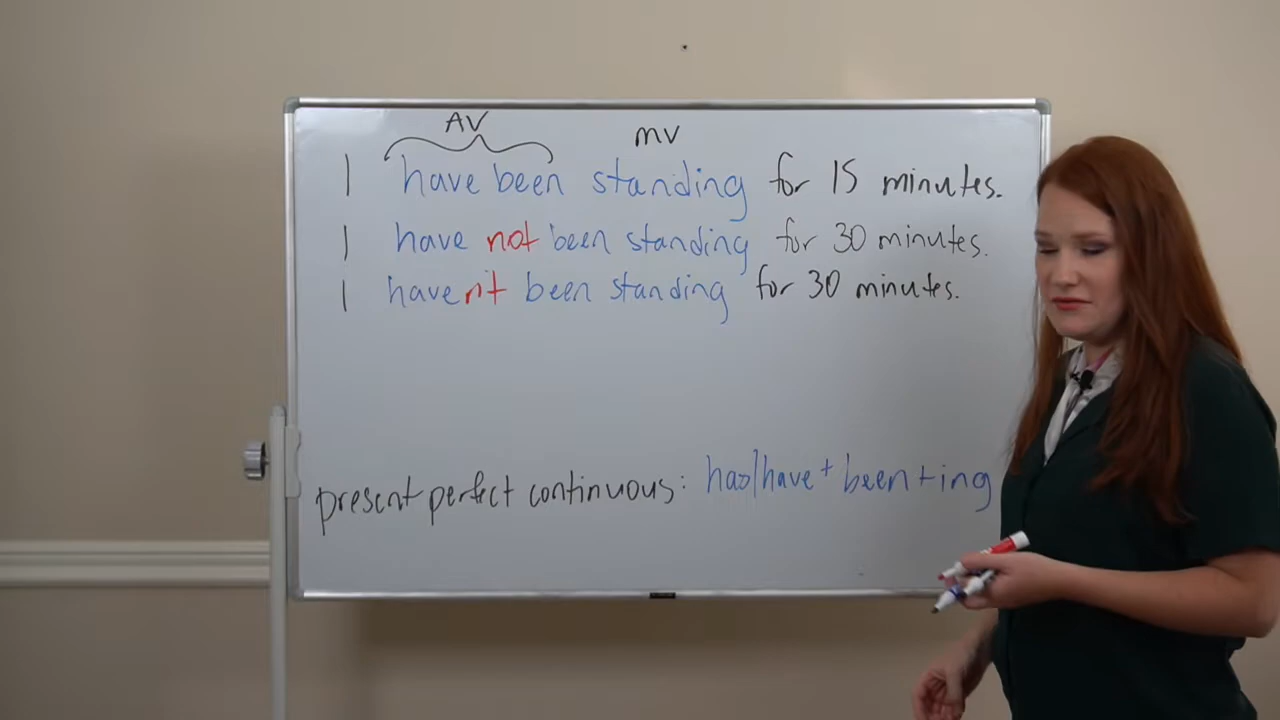 AV MV
I have been standing for 15 minutes.
I have not been standing for 30 minutes.
I haven't been standing for 30 minutes.
present perfect continuous: has/have + been + ing